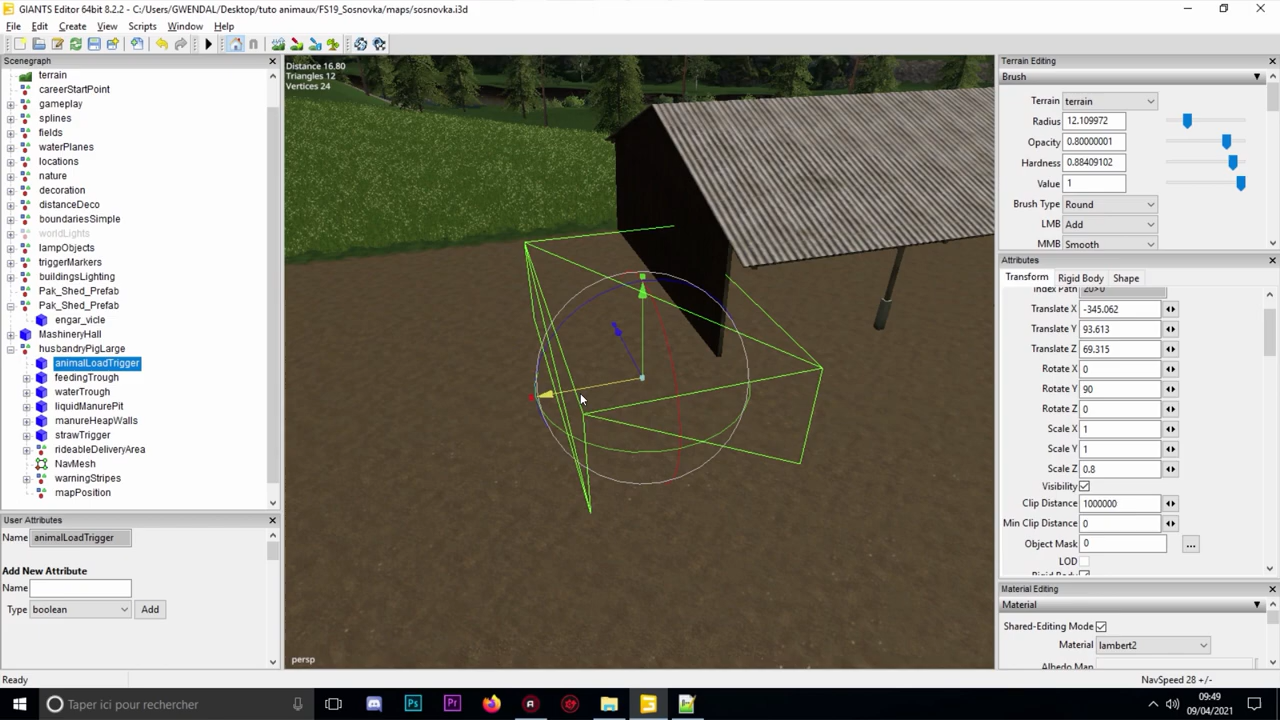 GIANTS Editor 64bit 8.2.2 - C:/Users/GWENDAL/Desktop/tuto animaux/FS19_Sosnovka/maps/sosnovka.i3d
File Edit Create View Scripts Window Help
Scenegraph
terrain
careerStartPoint
gameplay
splines
fields
waterPlanes
locations
nature
decoration
distanceDeco
boundariesSimple
worldLights
lampObjects
triggerMarkers
buildingsLighting
Pak_Shed_Prefab
Pak_Shed_Prefab
engar_vicle
MashineryHall
husbandryPigLarge
animalLoadTrigger
feedingTrough
waterTrough
liquidManurePit
manureHeapWalls
strawTrigger
rideableDeliveryArea
NavMesh
warningStripes
mapPosition
User Attributes
Name animalLoadTrigger
Add New Attribute
Name
Type boolean Add
Distance 16.80
Triangles 12
Vertices 24
persp
Terrain Editing
Brush
Terrain terrain
Radius 12.109972
Opacity 0.80000001
Hardness 0.88409102
Value 1
Brush Type Round
LMB Add
MMB Smooth
Attributes
Transform Rigid Body Shape
Index Path 20>0
Translate X -345.062
Translate Y 93.613
Translate Z 69.315
Rotate X 0
Rotate Y 90
Rotate Z 0
Scale X 1
Scale Y 1
Scale Z 0.8
Visibility
Clip Distance 1000000
Min Clip Distance 0
Object Mask 0 ...
LOD
Rigid Body
Material Editing
Material
Shared-Editing Mode
Material lambert2
Albedo Map
Ready
NavSpeed 28 +/-
Taper ici pour rechercher
09:49
09/04/2021